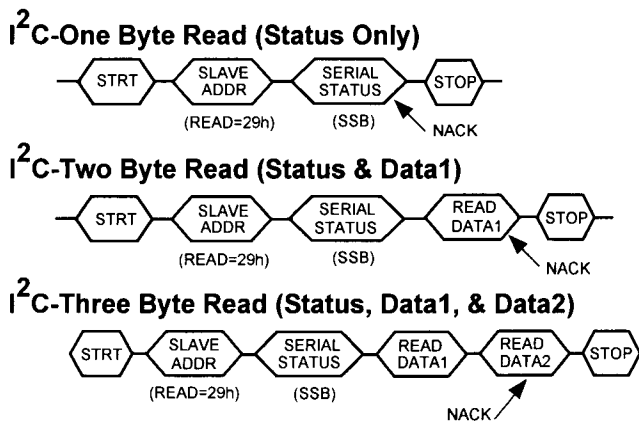 I²C-One Byte Read (Status Only)
STRT SLAVE ADDR SERIAL STATUS STOP
(READ=29h) (SSB) NACK
I²C-Two Byte Read (Status & Data1)
STRT SLAVE ADDR SERIAL STATUS READ DATA1 STOP
(READ=29h) (SSB) NACK
I²C-Three Byte Read (Status, Data1, & Data2)
STRT SLAVE ADDR SERIAL STATUS READ DATA1 READ DATA2 STOP
(READ=29h) (SSB)
NACK